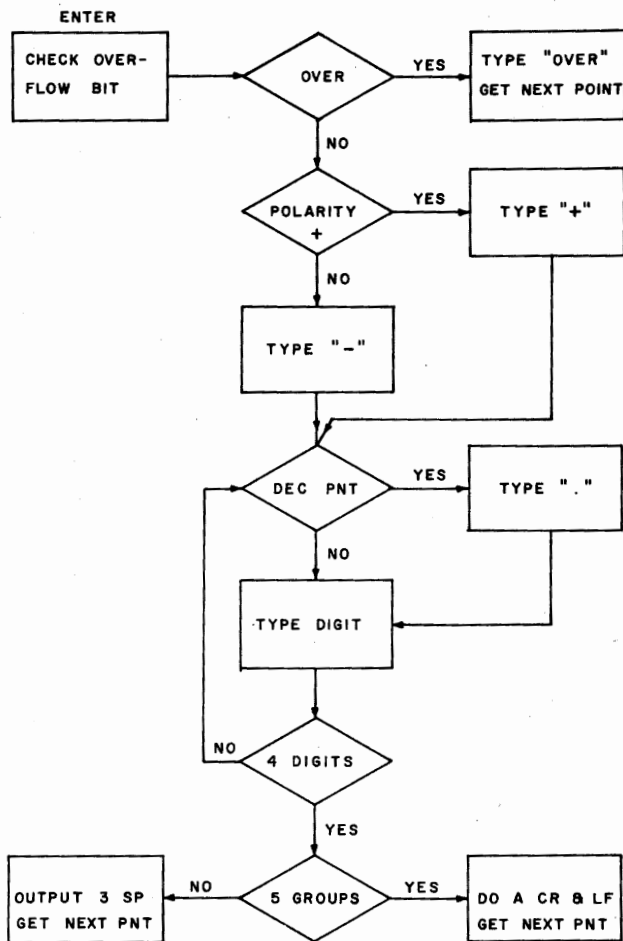 ENTER
CHECK OVER-
FLOW BIT
OVER
YES
TYPE "OVER"
GET NEXT POINT
NO
POLARITY
+
YES
TYPE "+"
NO
TYPE "-"
DEC PNT
YES
TYPE "."
NO
TYPE DIGIT
4 DIGITS
NO
YES
5 GROUPS
NO
OUTPUT 3 SP
GET NEXT PNT
YES
DO A CR & LF
GET NEXT PNT